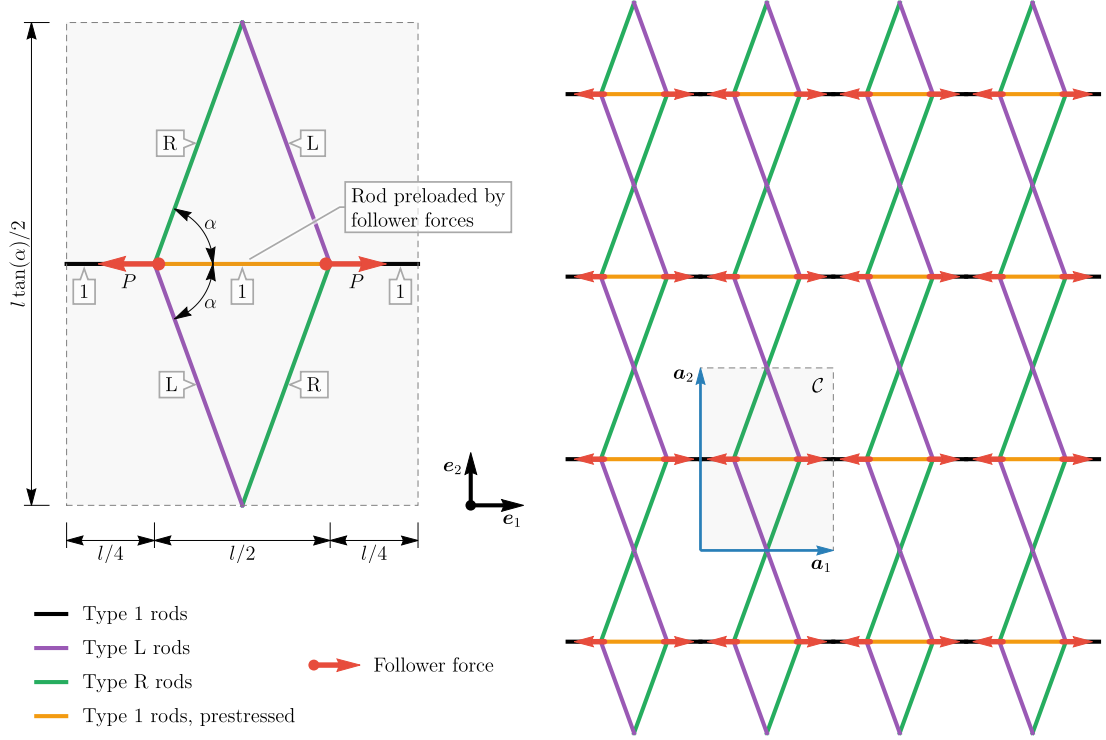 R
L
α
Rod preloaded by
follower forces
l tan(α)/2
P
P
1
1
1
α
L
R
e₂
e₁
l/4
l/2
l/4
Type 1 rods
Type L rods
Type R rods
Type 1 rods, prestressed
Follower force
a₂
C
a₁